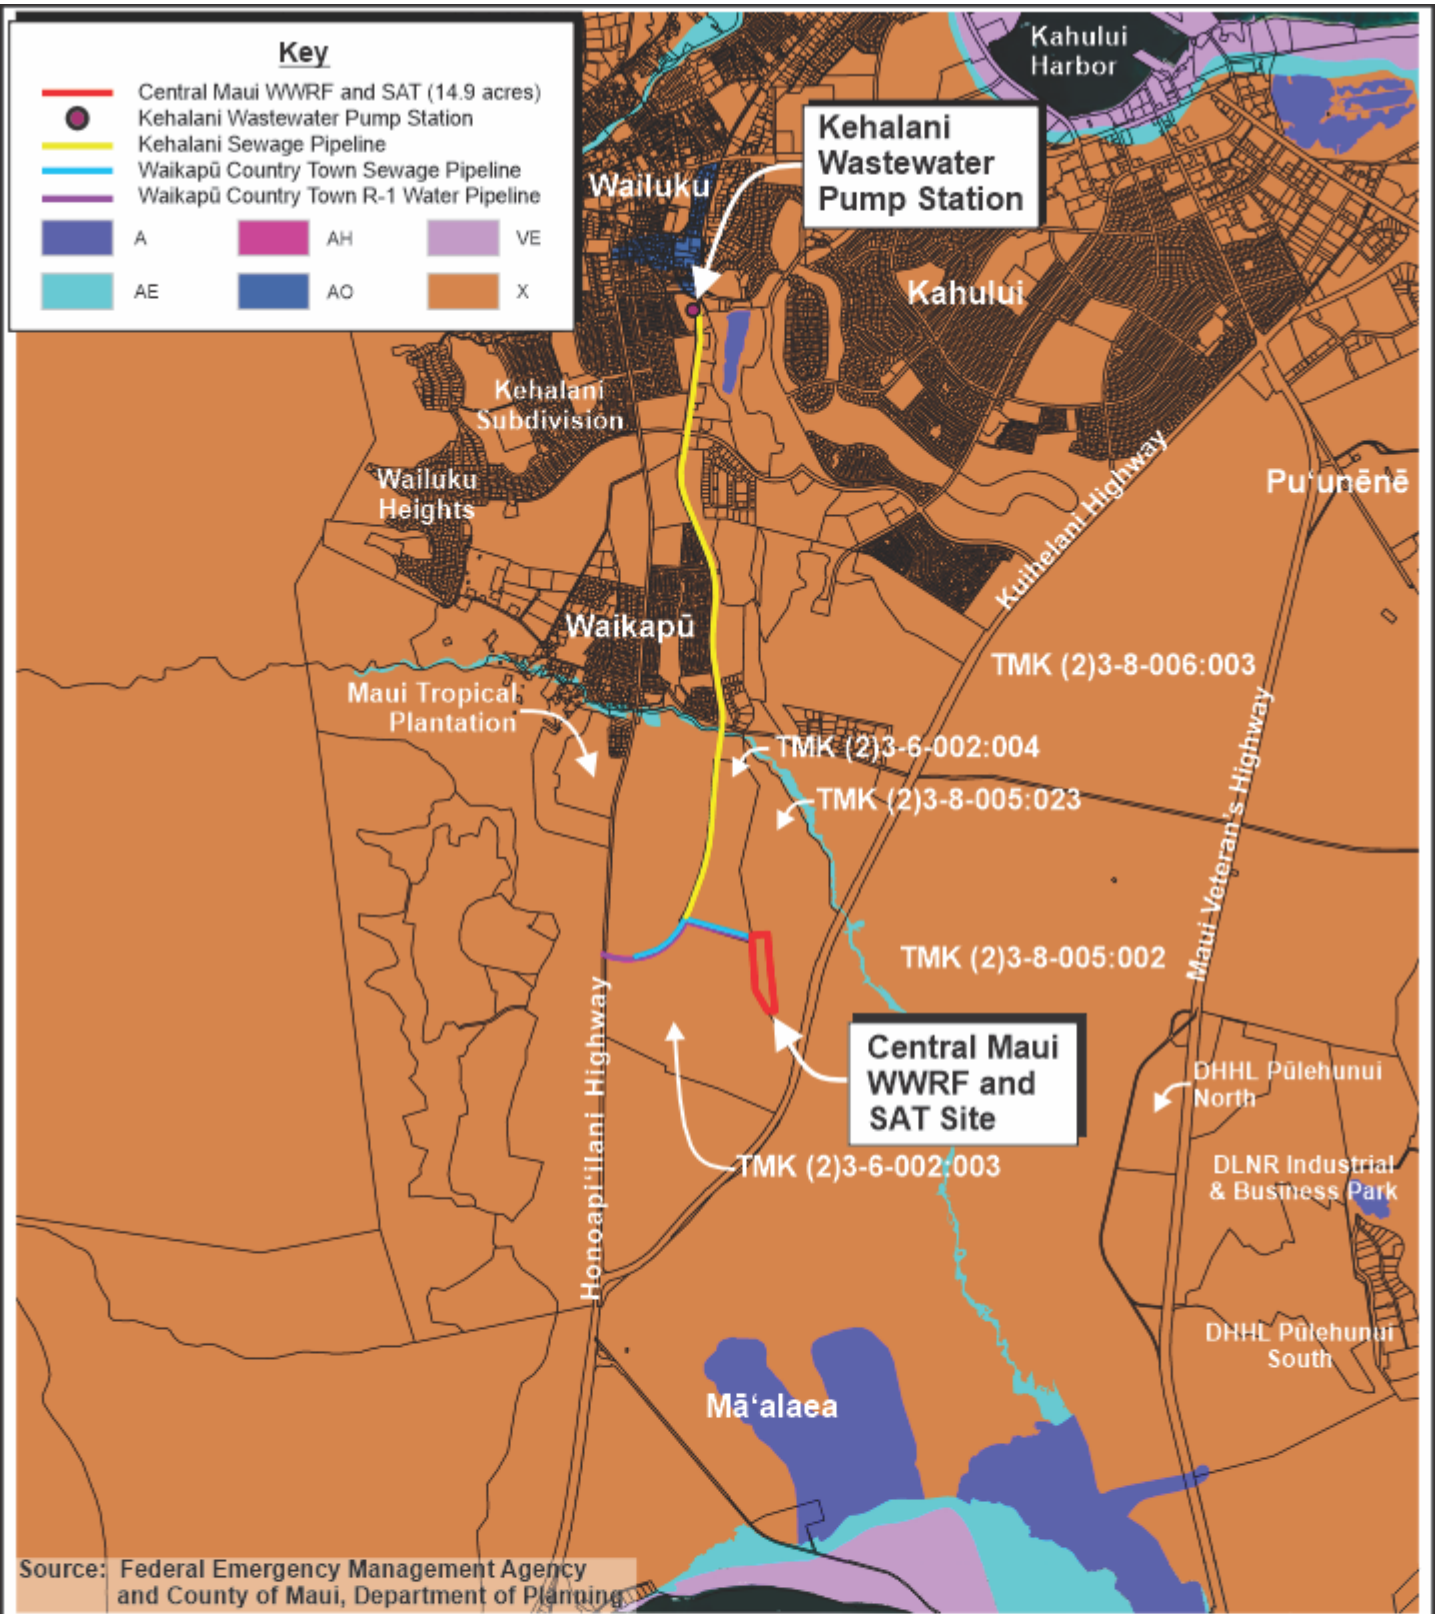 Key
Central Maui WWRF and SAT (14.9 acres)
Kehalani Wastewater Pump Station
Kehalani Sewage Pipeline
Waikapū Country Town Sewage Pipeline
Waikapū Country Town R-1 Water Pipeline
A
AH
VE
AE
AO
X
Kahului
Harbor
Kehalani
Wastewater
Pump Station
Wailuku
Kahului
Kehalani
Subdivision
Wailuku
Heights
Pu‘unēnē
Kuihelani Highway
Waikapū
TMK (2)3-8-006:003
Maui Tropical
Plantation
TMK (2)3-6-002:004
TMK (2)3-8-005:023
Maui Veteran's Highway
TMK (2)3-8-005:002
Honoapi‘ilani Highway
Central Maui
WWRF and
SAT Site
DHHL Pūlehunui
North
TMK (2)3-6-002:003
DLNR Industrial
& Business Park
DHHL Pūlehunui
South
Mā‘alaea
Source: Federal Emergency Management Agency
and County of Maui, Department of Planning